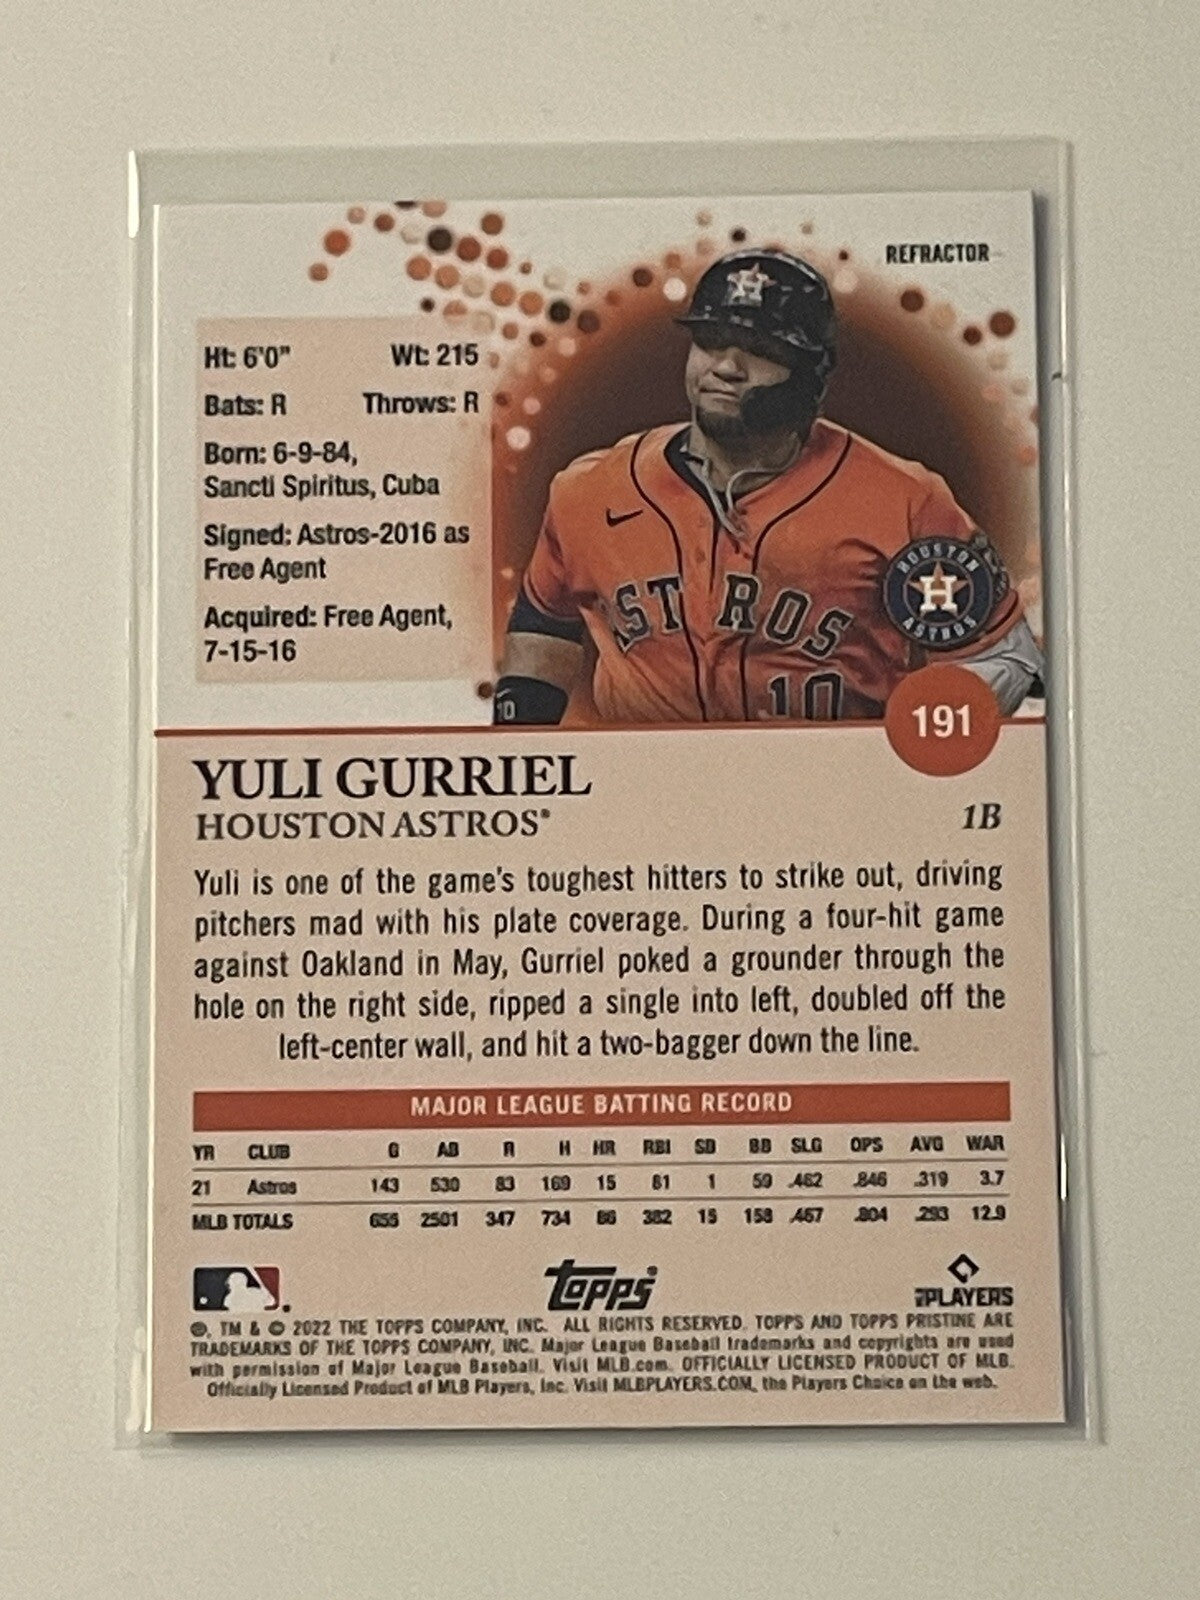 REFRACTOR
Ht: 6'0" Wt: 215
Bats: R Throws: R
Born: 6-9-84,
Sancti Spiritus, Cuba
Signed: Astros-2016 as
Free Agent
Acquired: Free Agent,
7-15-16
H
HOUSTON
H
ASTROS
ASTROS
10
10
191
YULI GURRIEL
HOUSTON ASTROS®
1B
Yuli is one of the game's toughest hitters to strike out, driving
pitchers mad with his plate coverage. During a four-hit game
against Oakland in May, Gurriel poked a grounder through the
hole on the right side, ripped a single into left, doubled off the
left-center wall, and hit a two-bagger down the line.
MAJOR LEAGUE BATTING RECORD
YR CLUB G AB R H HR RBI SB BB SLG OPS AVG WAR
21 Astros 143 530 83 169 15 81 1 59 .462 .846 .319 3.7
MLB TOTALS 2501 347 734 382 15 158 .467 .804 .293 12.9
Topps
PLAYERS
®, TM & © 2022 THE TOPPS COMPANY, INC. ALL RIGHTS RESERVED. TOPPS AND TOPPS PRISTINE ARE
TRADEMARKS OF THE TOPPS COMPANY, INC. Major League Baseball trademarks and copyrights are used
with permission of Major League Baseball. Visit MLB.com. OFFICIALLY LICENSED PRODUCT OF MLB
Officially Licensed Product of MLB Players, Inc. Visit MLBPLAYERS.COM, the Players Choice on the web.